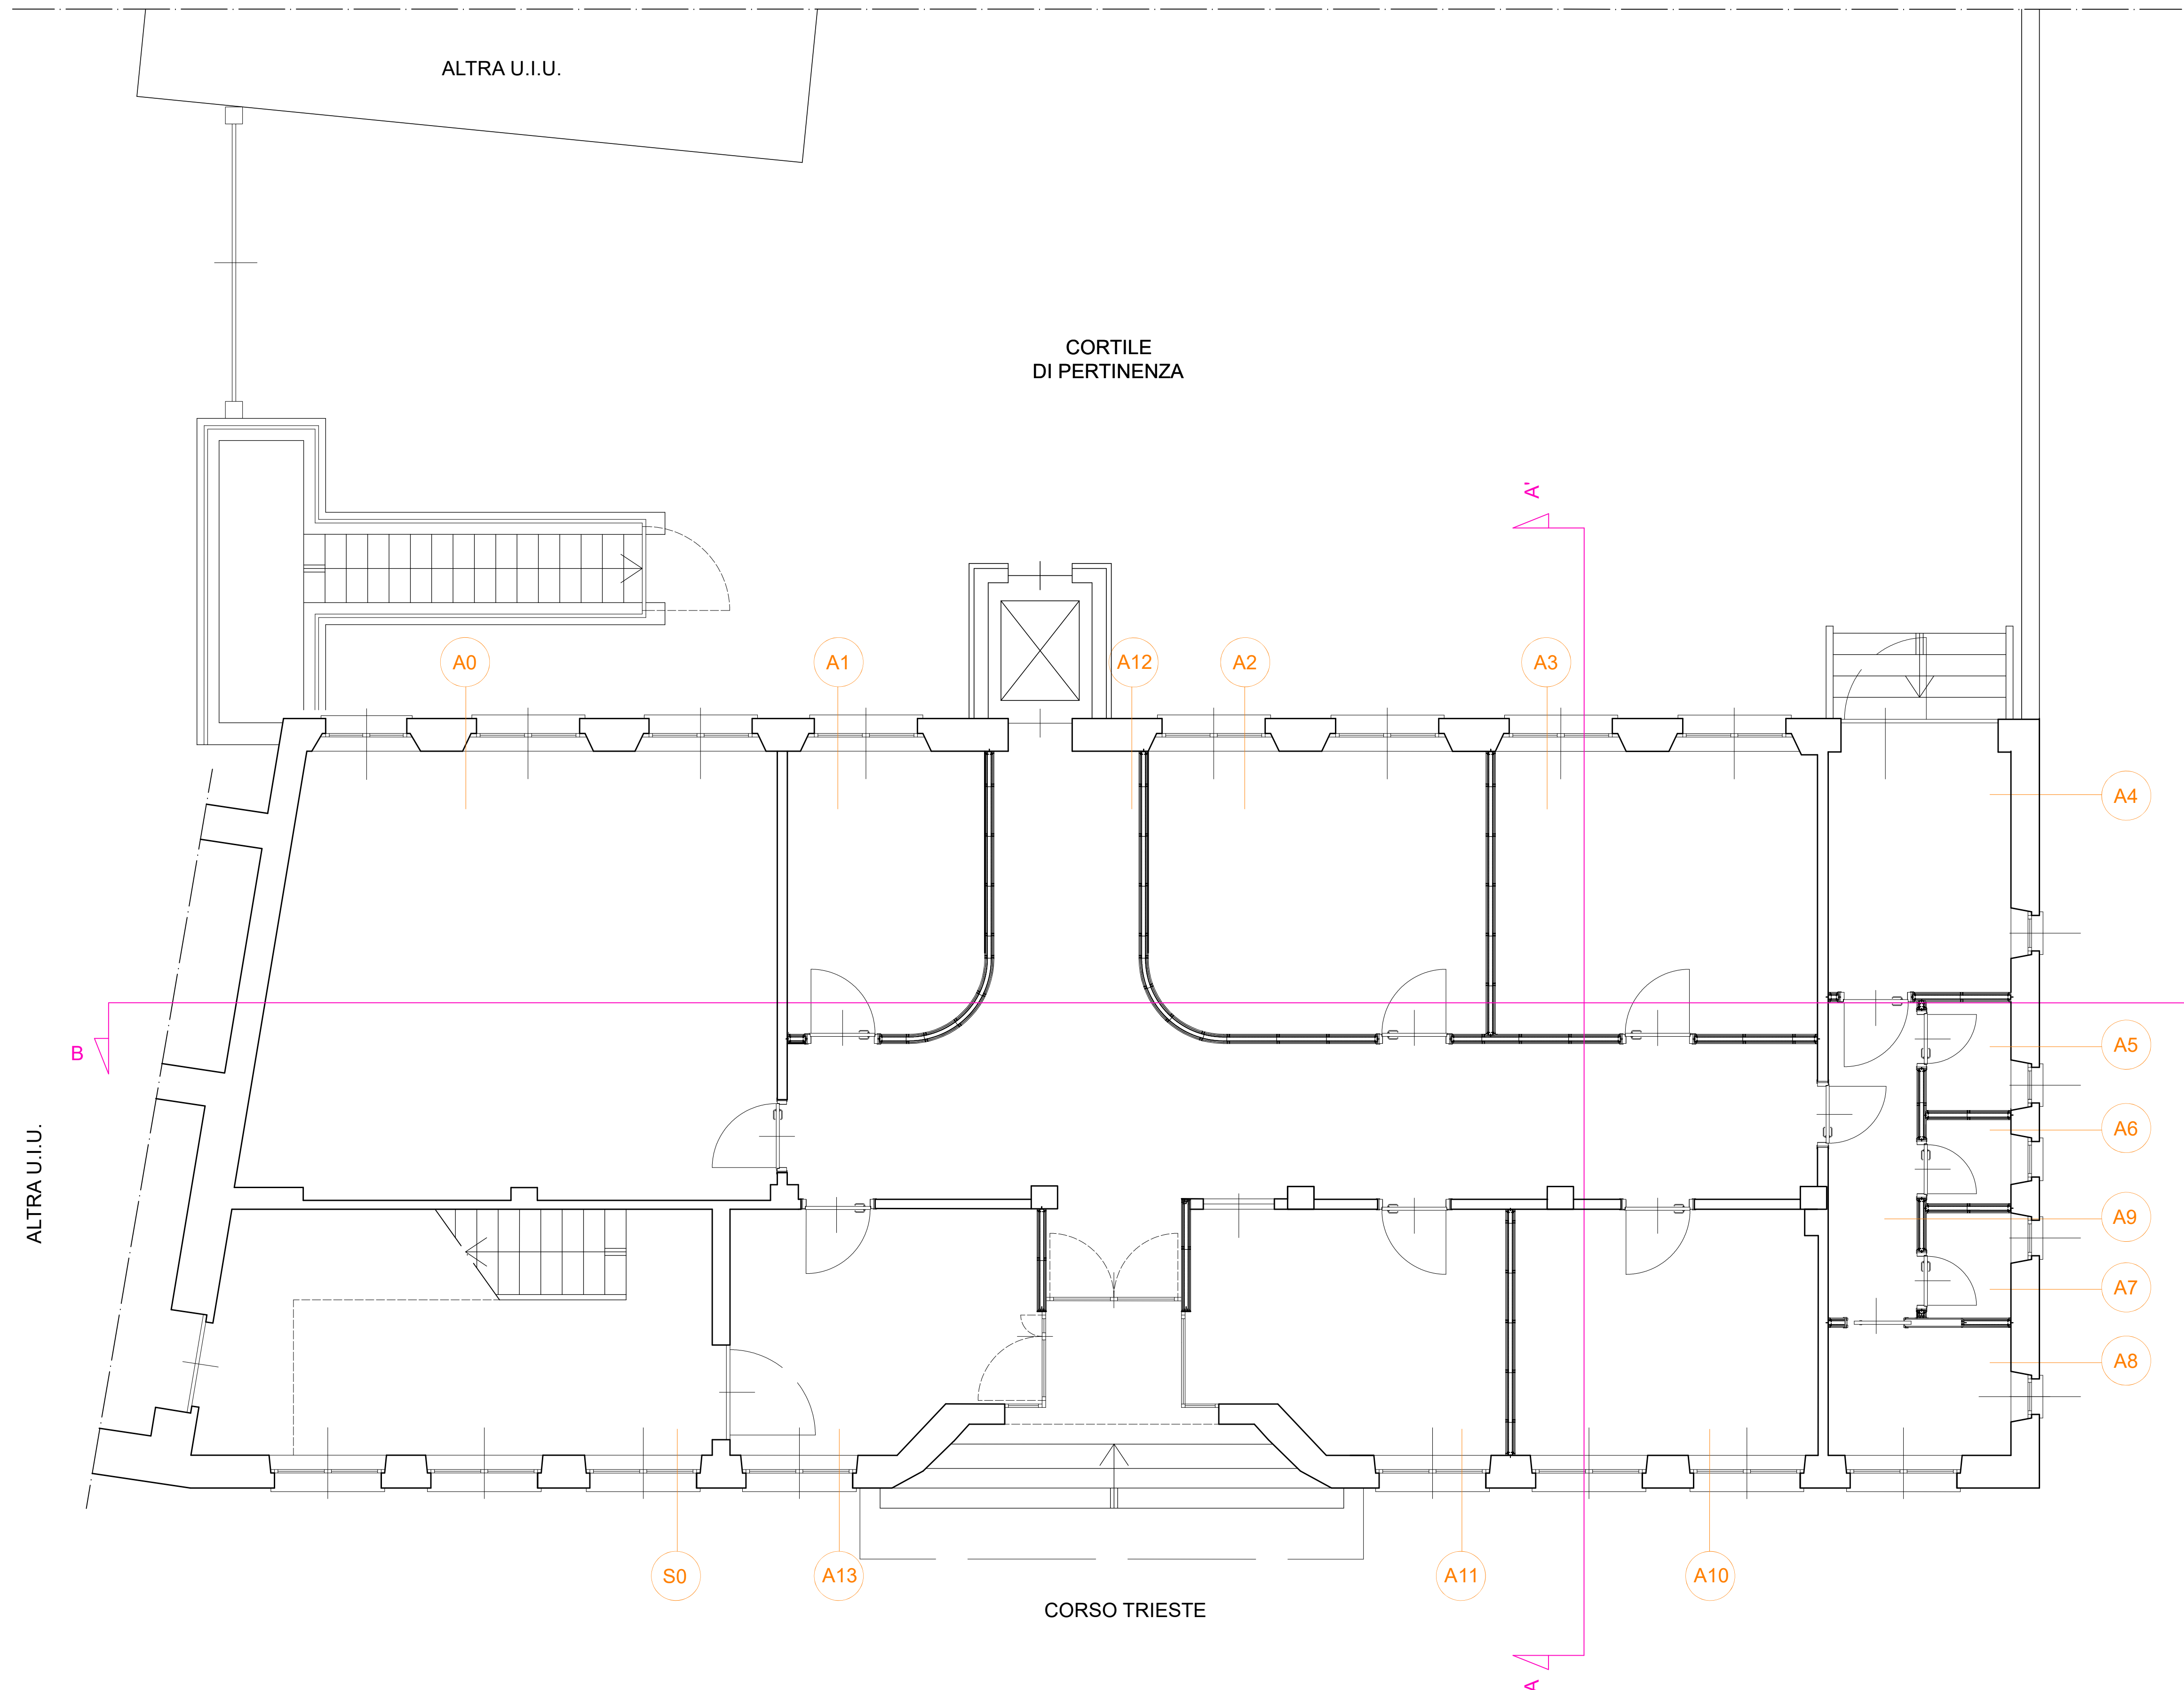 ALTRA U.I.U.
CORTILE
DI PERTINENZA
A'
A0
A1
A12
A2
A3
A4
B
A5
A6
ALTRA U.I.U.
A9
A7
A8
S0
A13
A11
A10
CORSO TRIESTE
A